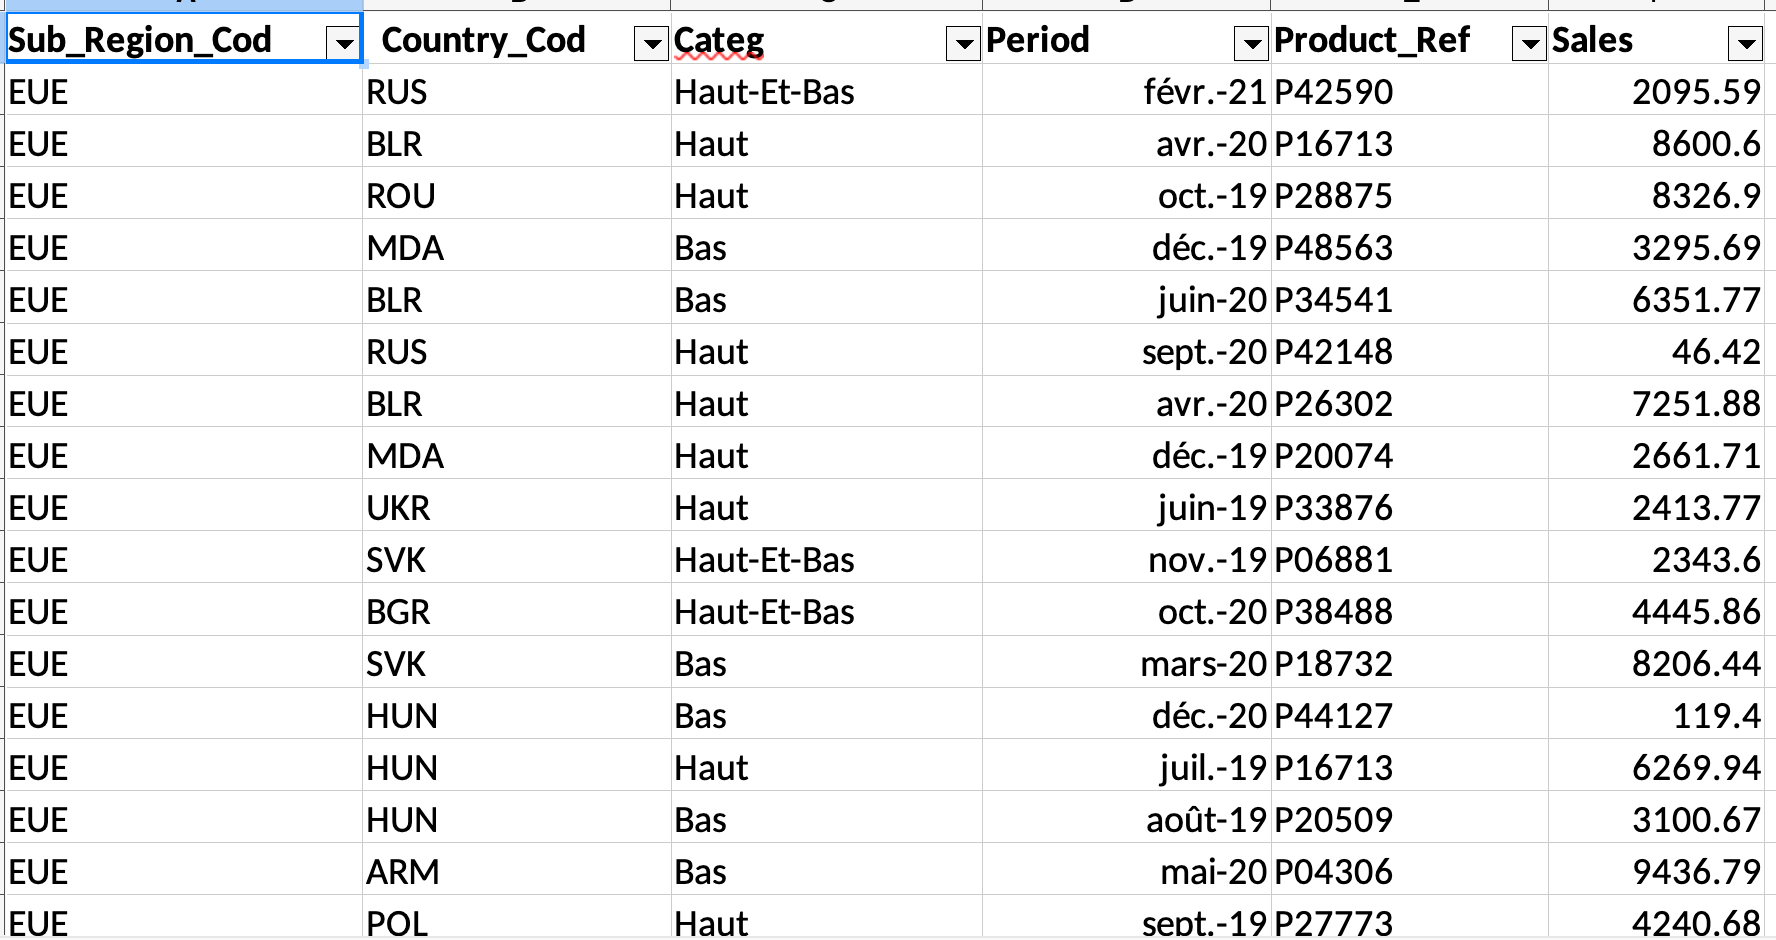 Sub_Region_Cod Country_Cod Categ Period Product_Ref Sales
EUE RUS Haut-Et-Bas févr.-21 P42590 2095.59
EUE BLR Haut avr.-20 P16713 8600.6
EUE ROU Haut oct.-19 P28875 8326.9
EUE MDA Bas déc.-19 P48563 3295.69
EUE BLR Bas juin-20 P34541 6351.77
EUE RUS Haut sept.-20 P42148 46.42
EUE BLR Haut avr.-20 P26302 7251.88
EUE MDA Haut déc.-19 P20074 2661.71
EUE UKR Haut juin-19 P33876 2413.77
EUE SVK Haut-Et-Bas nov.-19 P06881 2343.6
EUE BGR Haut-Et-Bas oct.-20 P38488 4445.86
EUE SVK Bas mars-20 P18732 8206.44
EUE HUN Bas déc.-20 P44127 119.4
EUE HUN Haut juil.-19 P16713 6269.94
EUE HUN Bas août-19 P20509 3100.67
EUE ARM Bas mai-20 P04306 9436.79
EUE POL Haut sept.-19 P27773 4240.68